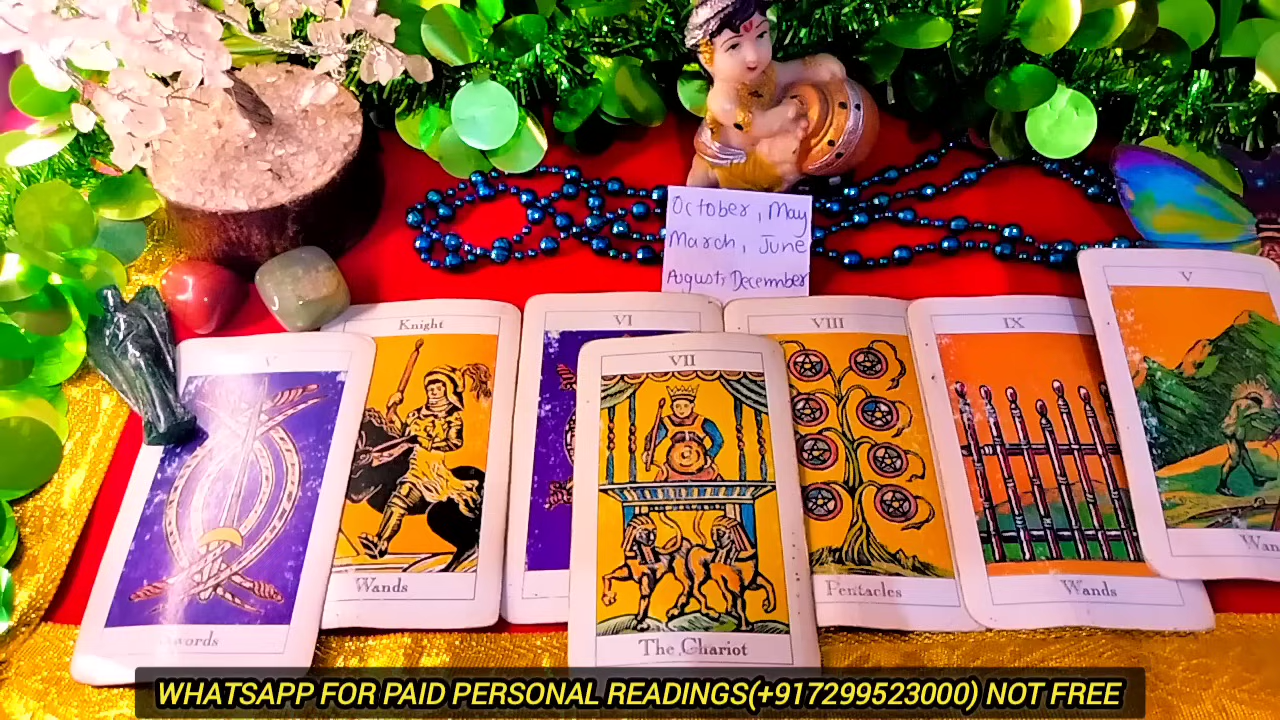 October, May
March, June
August, December
V
Swords
Knight
Wands
VI
VII
The Chariot
VIII
Pentacles
IX
Wands
V
Wan
WHATSAPP FOR PAID PERSONAL READINGS(+917299523000) NOT FREE